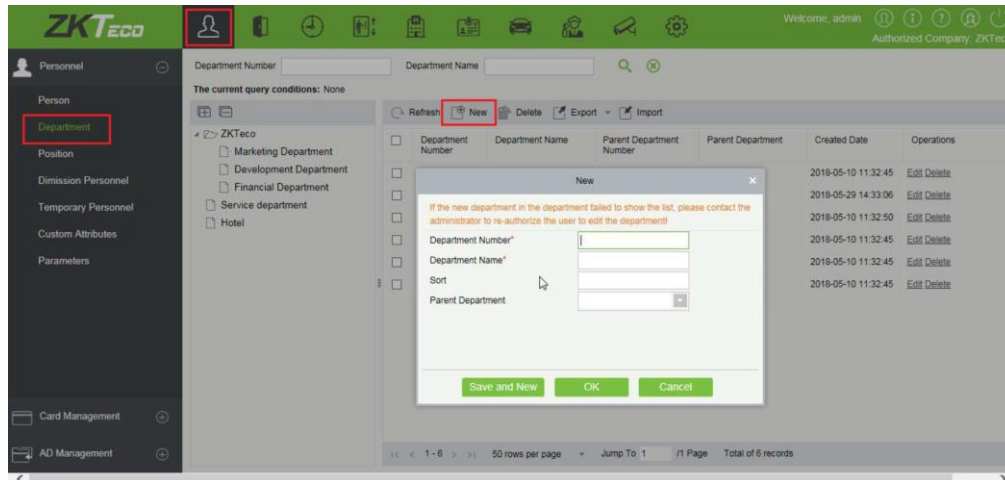 ZKTECO
Welcome, admin
Authorized Company: ZKTec
Personnel
Person
Department
Position
Dimission Personnel
Temporary Personnel
Custom Attributes
Parameters
Card Management
AD Management
Department Number Department Name
The current query conditions: None
ZKTeco
Marketing Department
Development Department
Financial Department
Service department
Hotel
Refresh New Delete Export Import
Department Number Department Name Parent Department Number Parent Department Created Date Operations
2018-05-10 11:32:45 Edit Delete
2018-05-29 14:33:06 Edit Delete
2018-05-10 11:32:50 Edit Delete
2018-05-10 11:32:45 Edit Delete
2018-05-10 11:32:45 Edit Delete
2018-05-10 11:32:45 Edit Delete
New
If the new department in the department failed to show the list, please contact the
administrator to re-authorize the user to edit the department!
Department Number*
Department Name*
Sort
Parent Department
Save and New OK Cancel
1-6 50 rows per page Jump To 1 /1 Page Total of 6 records